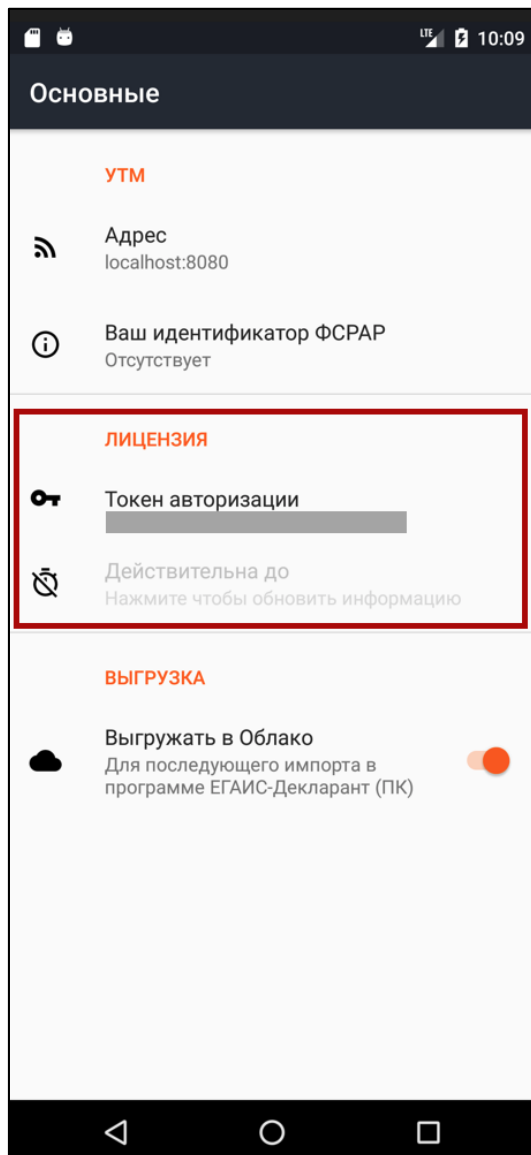 LTE 10:09
Основные
УТМ
Адрес
localhost:8080
Ваш идентификатор ФСРАР
Отсутствует
ЛИЦЕНЗИЯ
Токен авторизации
Действительна до
Нажмите чтобы обновить информацию
ВЫГРУЗКА
Выгружать в Облако
Для последующего импорта в
программе ЕГАИС-Декларант (ПК)